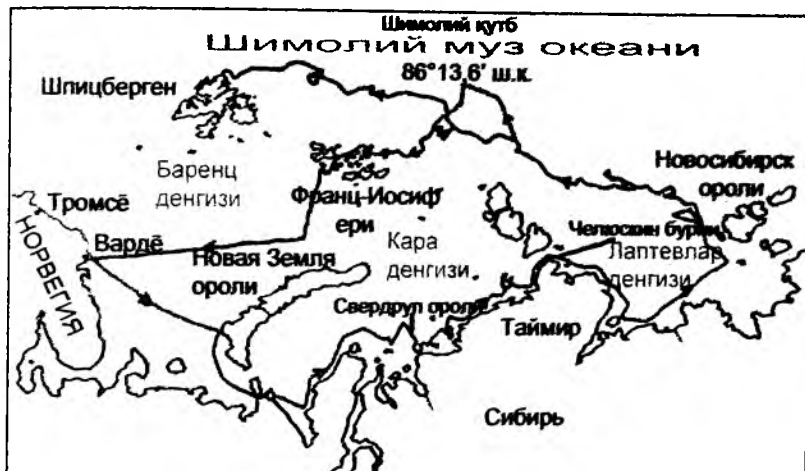 Шимолий қутб
Шимолий муз океани
86°13,6′ ш.к.
Шпицберген
Баренц
денгизи
Новосибирск
ороли
Франц-Иосиф
ери
Тромсё
Вардё
НОРВЕГИЯ
Новая Земля
ороли
Кара
денгизи
Челюскин бурни
Лаптевлар
денгизи
Свердруп ороли
Таймир
Сибирь